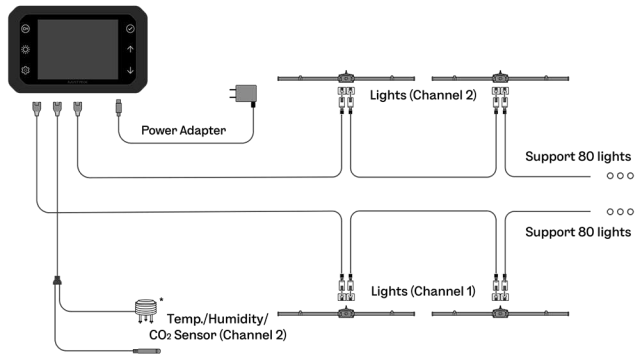 Lights (Channel 2)
Power Adapter
Support 80 lights
Support 80 lights
Lights (Channel 1)
*
Temp./Humidity/
CO₂ Sensor (Channel 2)